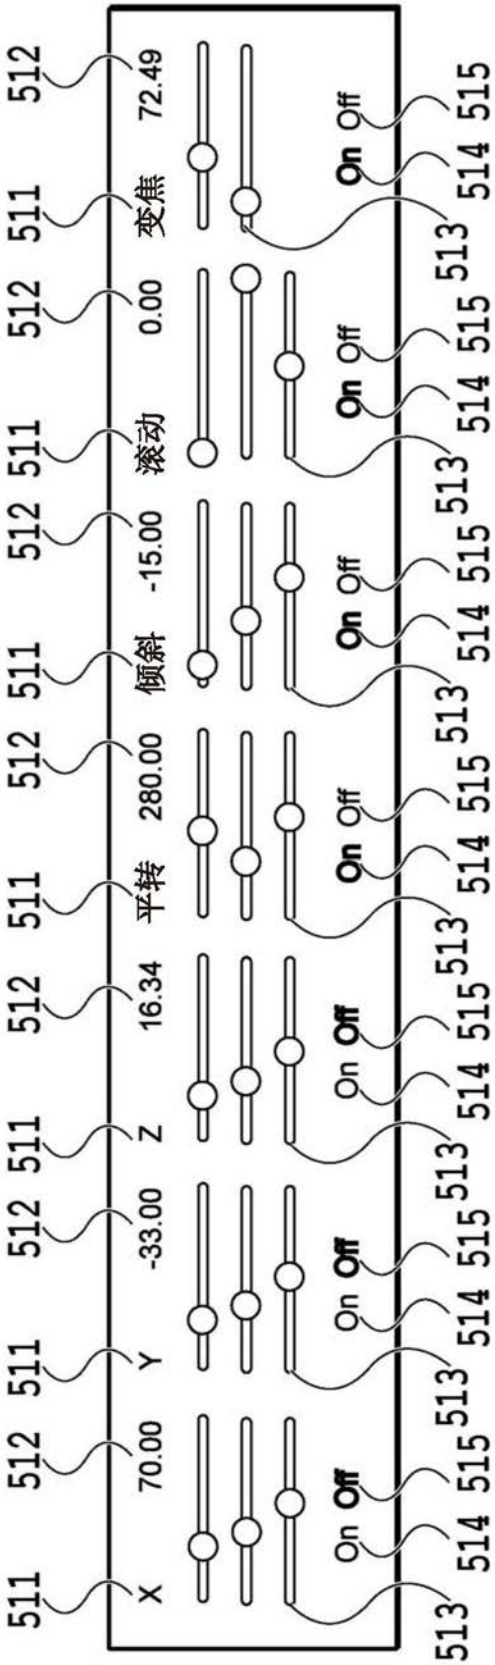 511 512 511 512 511 512 511 512 511 512 511 512 511 512
X 70.00 Y -33.00 Z 16.34 平转 280.00 倾斜 -15.00 滚动 0.00 变焦 72.49
On Off On Off On Off On Off On Off On Off On Off
513 514 515 513 514 515 513 514 515 513 514 515 513 514 515 513 514 515 513 514 515